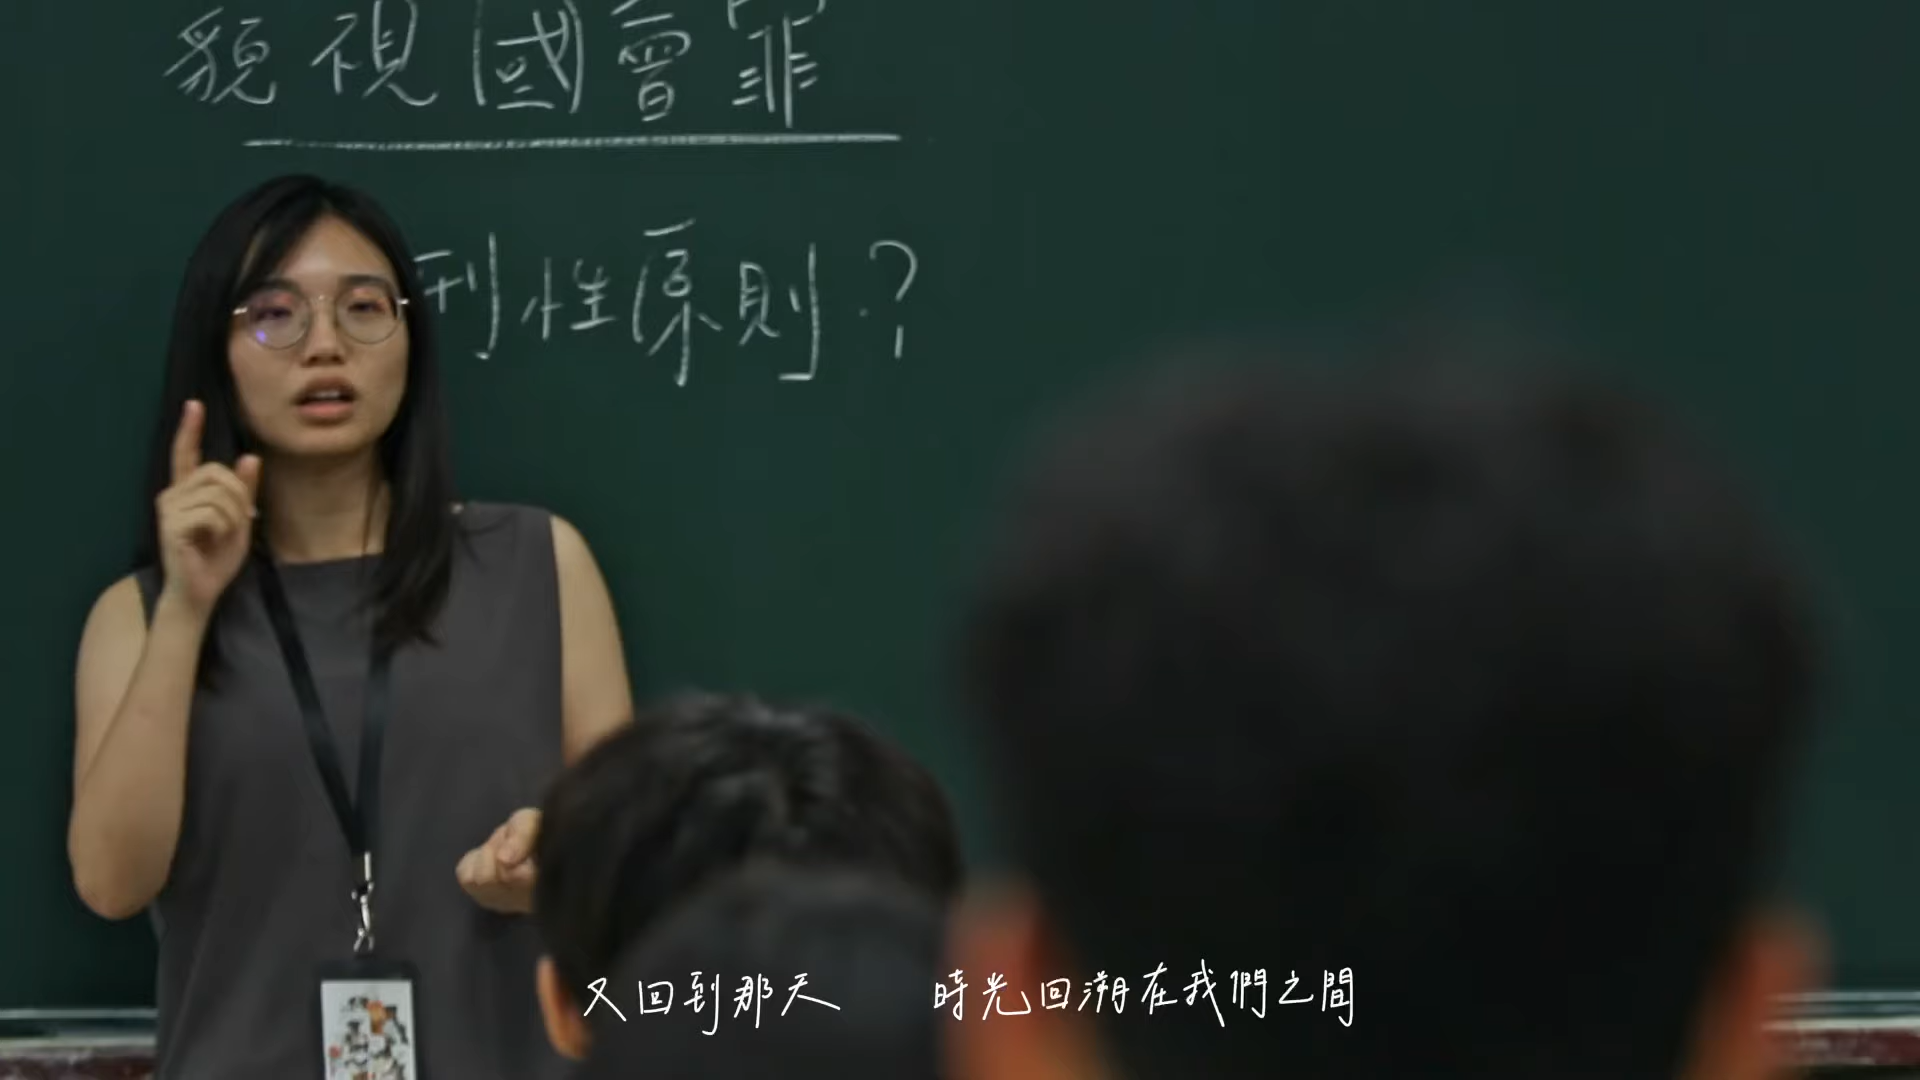 藐視國會罪
刑性原則？
又回到那天 時光回溯在我們之間